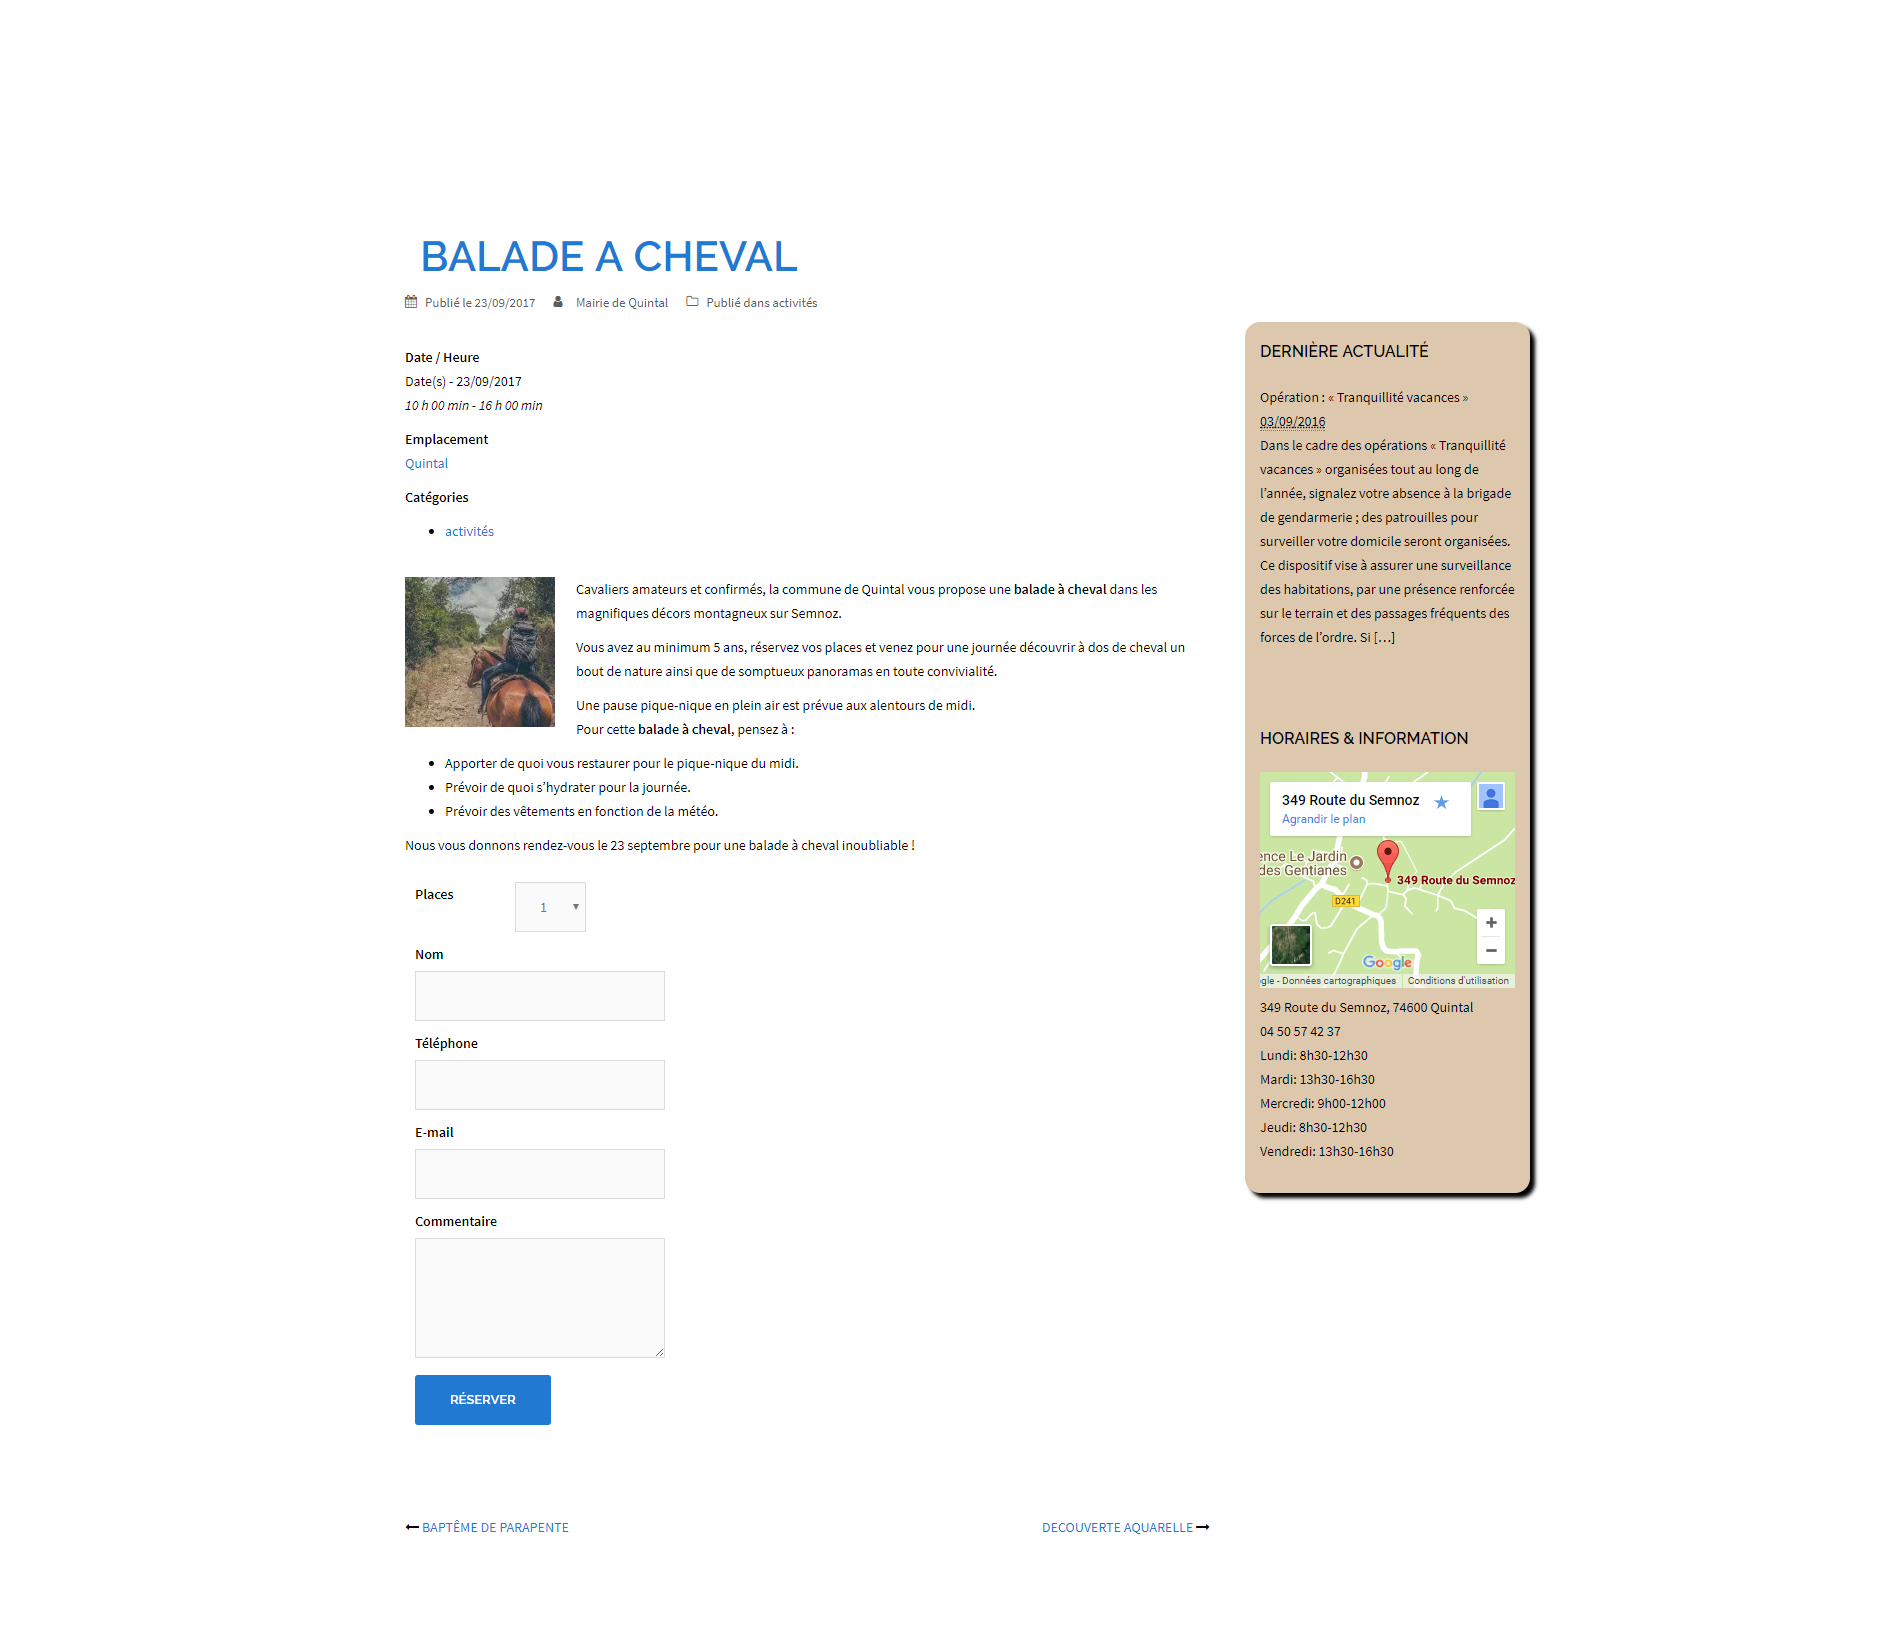 BALADE A CHEVAL
Publié le 23/09/2017 Mairie de Quintal Publié dans activités
Date / Heure
Date(s) - 23/09/2017
10 h 00 min - 16 h 00 min
Emplacement
Quintal
Catégories
activités
Cavaliers amateurs et confirmés, la commune de Quintal vous propose une balade à cheval dans les
magnifiques décors montagneux sur Semnoz.
Vous avez au minimum 5 ans, réservez vos places et venez pour une journée découvrir à dos de cheval un
bout de nature ainsi que de somptueux panoramas en toute convivialité.
Une pause pique-nique en plein air est prévue aux alentours de midi.
Pour cette balade à cheval, pensez à :
Apporter de quoi vous restaurer pour le pique-nique du midi.
Prévoir de quoi s’hydrater pour la journée.
Prévoir des vêtements en fonction de la météo.
Nous vous donnons rendez-vous le 23 septembre pour une balade à cheval inoubliable !
Places
1
Nom
Téléphone
E-mail
Commentaire
RÉSERVER
BAPTÊME DE PARAPENTE
DECOUVERTE AQUARELLE
DERNIÈRE ACTUALITÉ
Opération : « Tranquillité vacances »
03/09/2016
Dans le cadre des opérations « Tranquillité
vacances » organisées tout au long de
l’année, signalez votre absence à la brigade
de gendarmerie ; des patrouilles pour
surveiller votre domicile seront organisées.
Ce dispositif vise à assurer une surveillance
des habitations, par une présence renforcée
sur le terrain et des passages fréquents des
forces de l’ordre. Si […]
HORAIRES & INFORMATION
349 Route du Semnoz
Agrandir le plan
ence Le Jardin
des Gentianes
349 Route du Semnoz
D241
+
−
Google
gle - Données cartographiques Conditions d'utilisation
349 Route du Semnoz, 74600 Quintal
04 50 57 42 37
Lundi: 8h30-12h30
Mardi: 13h30-16h30
Mercredi: 9h00-12h00
Jeudi: 8h30-12h30
Vendredi: 13h30-16h30